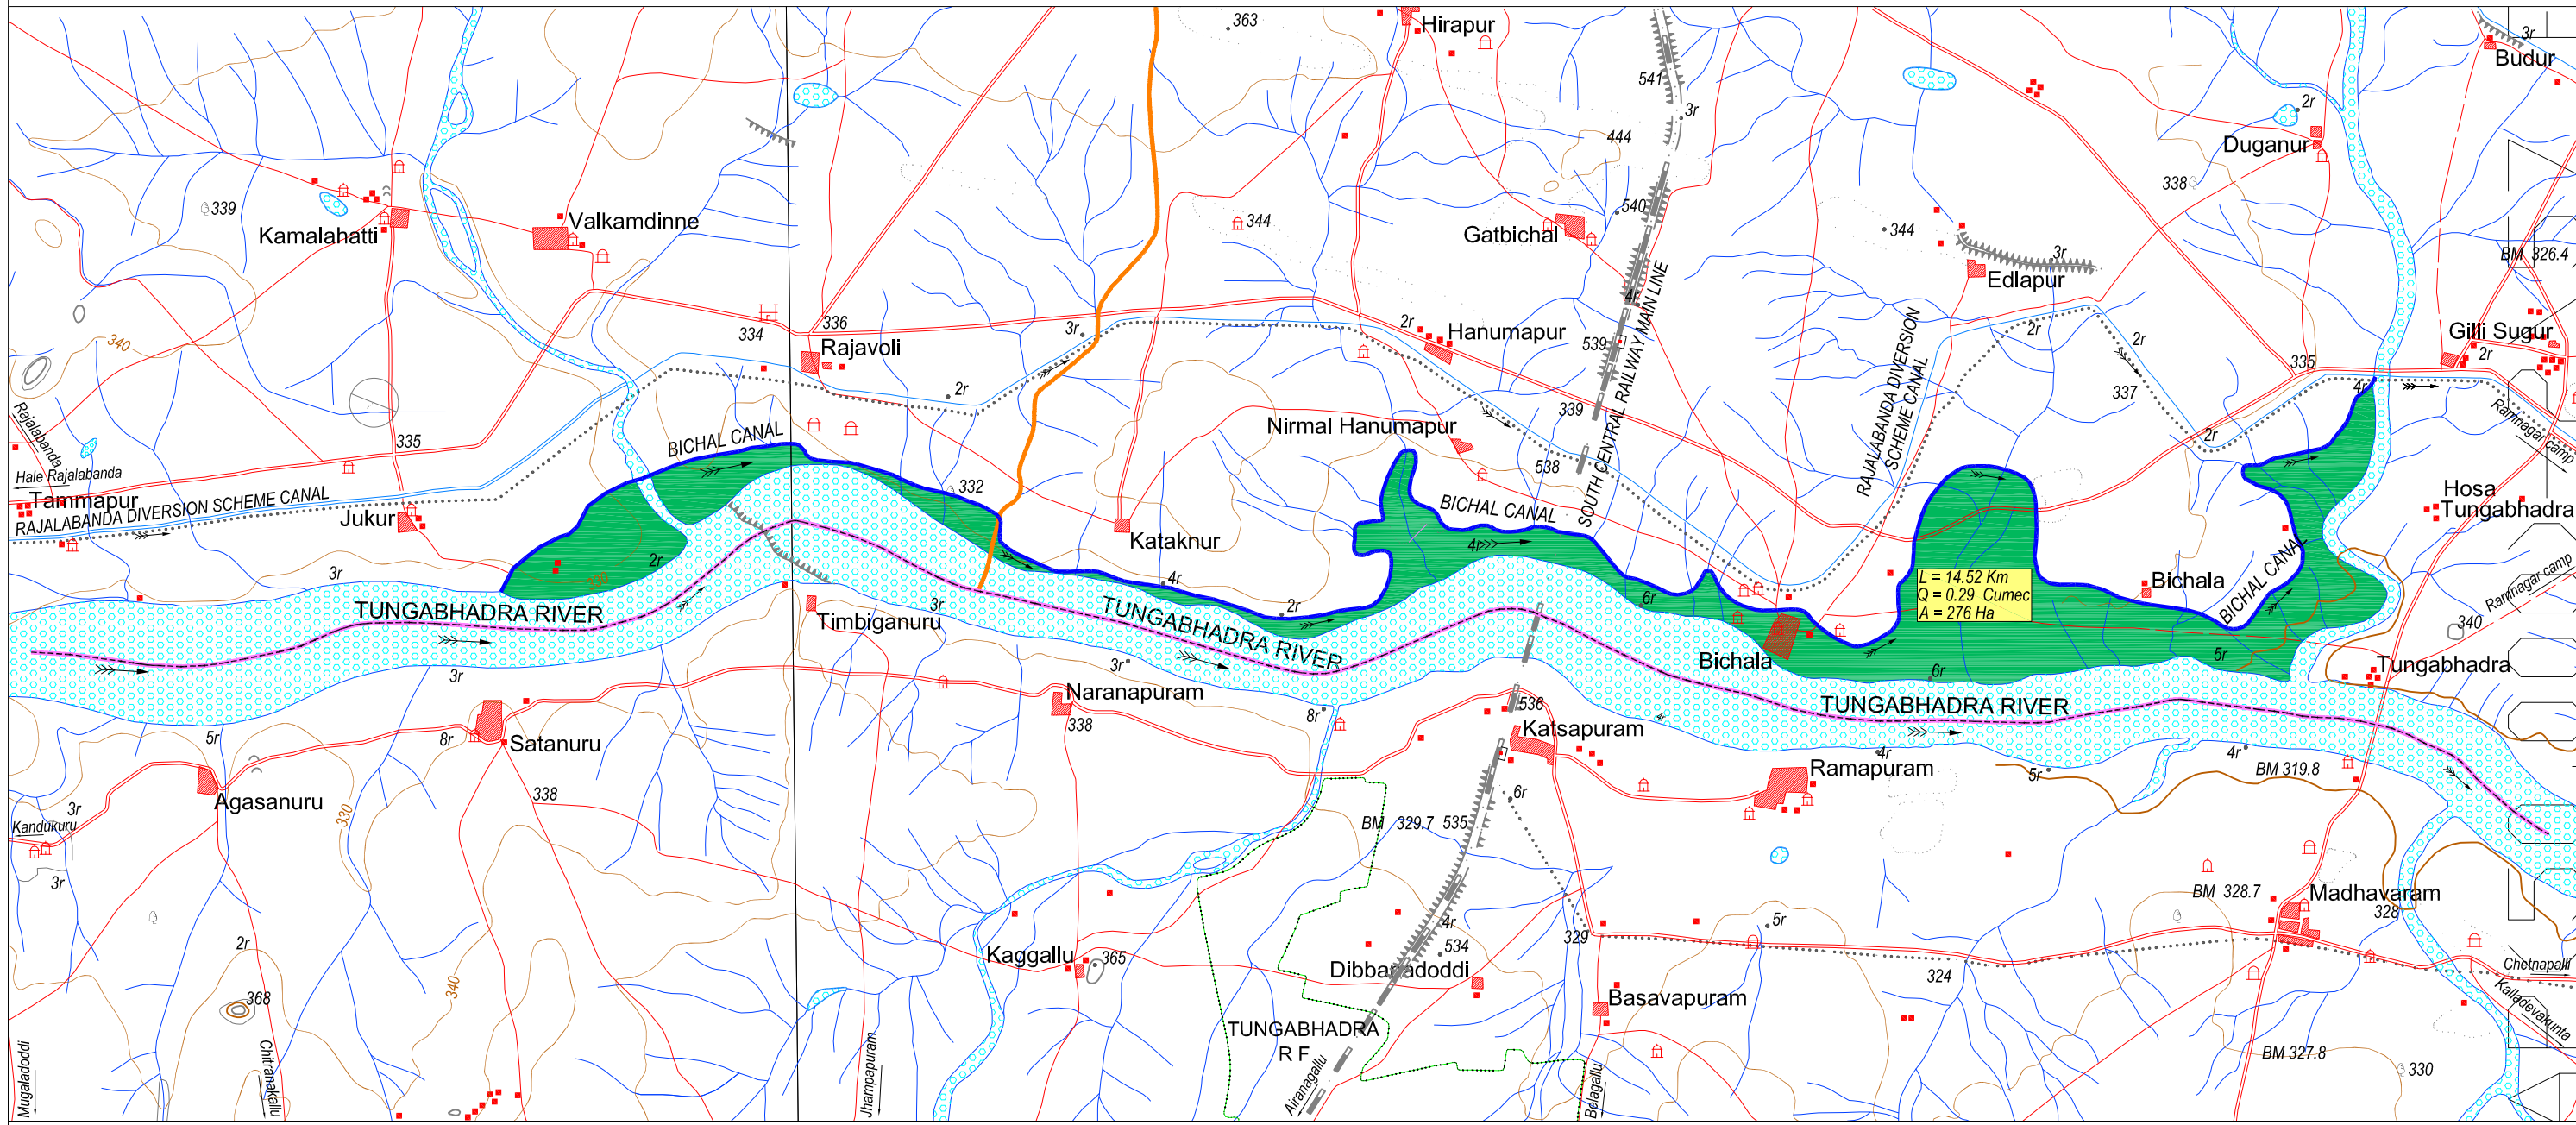 363
Hirapur
3r
Budur
541
3r
2r
444
Duganur
338
339
Kamalahatti
Valkamdinne
344
540
Gatbichal
344
3r
BM 326.4
Edlapur
4r
340
334
336
3r
2r
Hanumapur
539
SOUTH CENTRAL RAILWAY MAIN LINE
RAJALABANDA DIVERSION
SCHEME CANAL
2r
2r
Gilli Sugur
2r
Rajavoli
335
2r
4r
337
339
Rajalabanda
335
BICHAL CANAL
Nirmal Hanumapur
2r
Ramnagar camp
538
Hale Rajalabanda
Tammapur
RAJALABANDA DIVERSION SCHEME CANAL
Jukur
332
BICHAL CANAL
Hosa
Tungabhadra
Kataknur
4r
2r
3r
330
4r
2r
6r
L = 14.52 Km
Q = 0.29 Cumec
A = 276 Ha
Bichala
BICHAL CANAL
Ramnagar camp
TUNGABHADRA RIVER
3r
Timbiganuru
TUNGABHADRA RIVER
340
Bichala
3r
3r
6r
5r
Tungabhadra
Naranapuram
338
8r
536
Katsapuram
4r
TUNGABHADRA RIVER
5r
8r
Satanuru
4r
4r
5r
BM 319.8
Ramapuram
Agasanuru
338
3r
330
Kandukuru
6r
BM 329.7
535
3r
BM 328.7
Madhavaram
328
2r
4r
5r
329
534
Kaggallu
365
Dibbanadoddi
324
Chetnapalli
368
340
Basavapuram
Kalladevakunta
TUNGABHADRA
R F
BM 327.8
330
Mugaladoddi
Chitranakallu
Jhampapuram
Airanagallu
Belagallu